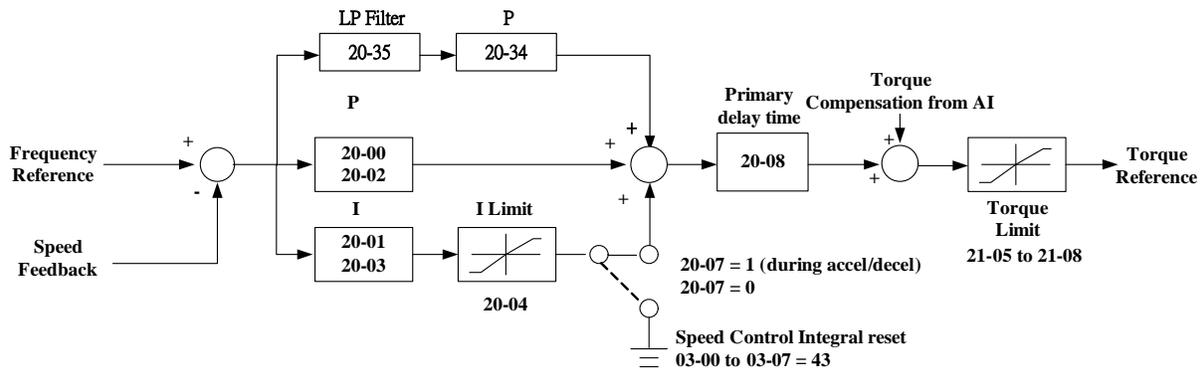 LP Filter
P
20-35
20-34
P
Torque
Compensation from AI
Primary
delay time
+
+
+
+
Frequency
Reference
20-00
20-02
20-08
Torque
Reference
-
+
I
I Limit
+
Torque
Limit
21-05 to 21-08
Speed
Feedback
20-01
20-03
20-07 = 1 (during accel/decel)
20-07 = 0
20-04
Speed Control Integral reset
03-00 to 03-07 = 43